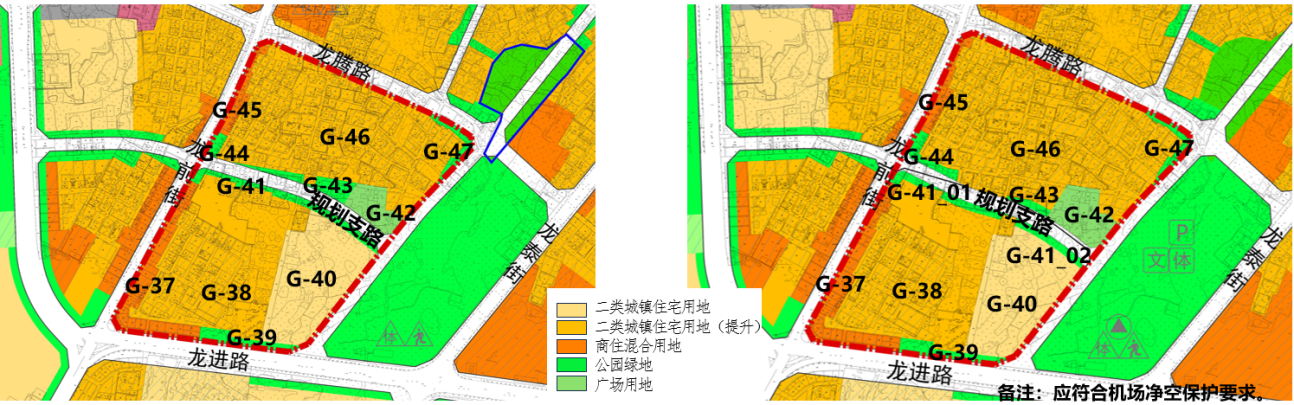 龙腾路
G-45
G-46
G-44
G-47
龙前街
G-41
G-43
规划支路
G-42
龙泰街
G-37
G-38
G-40
G-39
龙进路
二类城镇住宅用地
二类城镇住宅用地（提升）
商住混合用地
公园绿地
广场用地
体
龙腾路
G-45
G-46
G-44
G-47
龙前街
G-41_01
G-43
规划支路
G-42
P
文 体
龙泰街
G-41_02
G-37
G-38
G-40
G-39
体
龙进路
备注：应符合机场净空保护要求。